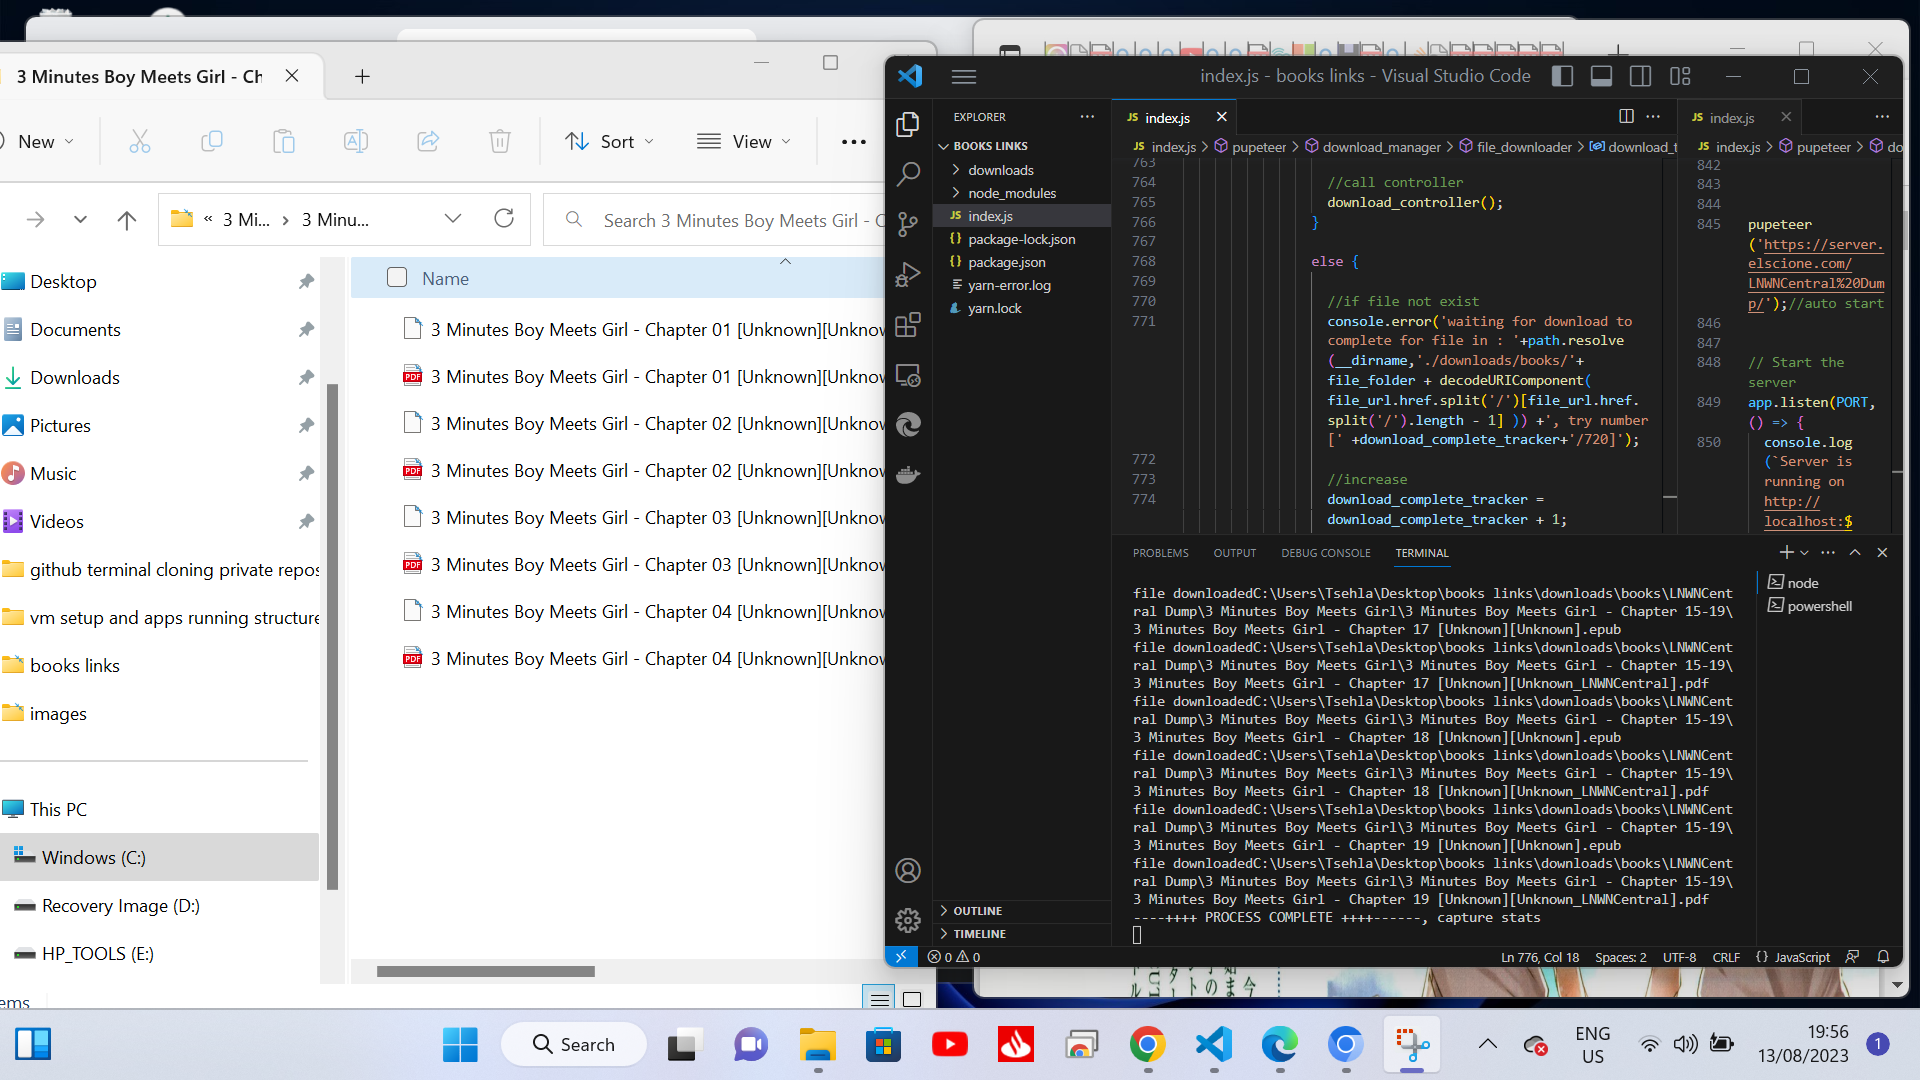 3 Minutes Boy Meets Girl - Ch
New
Sort
View
« 3 Mi... › 3 Minu...
Search 3 Minutes Boy Meets Girl - C
Desktop
Documents
Downloads
Pictures
Music
Videos
github terminal cloning private repos
vm setup and apps running structure
books links
images
This PC
Windows (C:)
Recovery Image (D:)
HP_TOOLS (E:)
ems
Name
3 Minutes Boy Meets Girl - Chapter 01 [Unknown][Unknow
3 Minutes Boy Meets Girl - Chapter 01 [Unknown][Unknow
3 Minutes Boy Meets Girl - Chapter 02 [Unknown][Unknow
3 Minutes Boy Meets Girl - Chapter 02 [Unknown][Unknow
3 Minutes Boy Meets Girl - Chapter 03 [Unknown][Unknow
3 Minutes Boy Meets Girl - Chapter 03 [Unknown][Unknow
3 Minutes Boy Meets Girl - Chapter 04 [Unknown][Unknow
3 Minutes Boy Meets Girl - Chapter 04 [Unknown][Unknow
index.js - books links - Visual Studio Code
EXPLORER
BOOKS LINKS
downloads
node_modules
JS index.js
{} package-lock.json
{} package.json
yarn-error.log
yarn.lock
OUTLINE
TIMELINE
JS index.js
JS index.js > pupeteer > download_manager > file_downloader > download_t
763
764 //call controller
765 download_controller();
766 }
767
768 else {
769
770 //if file not exist
771 console.error('waiting for download to
complete for file in : '+path.resolve
(__dirname,'./downloads/books/'+
file_folder + decodeURIComponent(
file_url.href.split('/')[file_url.href.
split('/').length - 1] )) +', try number
[' +download_complete_tracker+'/720]');
772
773 //increase
774 download_complete_tracker =
download_complete_tracker + 1;
JS index.js
JS index.js > pupeteer > do
842
843
844
845 pupeteer
('https://server.
elscione.com/
LNWNCentral%20Dum
p/');//auto start
846
847
848 // Start the
server
849 app.listen(PORT,
() => {
850 console.log
(`Server is
running on
http://
localhost:$
PROBLEMS OUTPUT DEBUG CONSOLE TERMINAL
node
powershell
file downloadedC:\Users\Tsehla\Desktop\books links\downloads\books\LNWNCent
ral Dump\3 Minutes Boy Meets Girl\3 Minutes Boy Meets Girl - Chapter 15-19\
3 Minutes Boy Meets Girl - Chapter 17 [Unknown][Unknown].epub
file downloadedC:\Users\Tsehla\Desktop\books links\downloads\books\LNWNCent
ral Dump\3 Minutes Boy Meets Girl\3 Minutes Boy Meets Girl - Chapter 15-19\
3 Minutes Boy Meets Girl - Chapter 17 [Unknown][Unknown_LNWNCentral].pdf
file downloadedC:\Users\Tsehla\Desktop\books links\downloads\books\LNWNCent
ral Dump\3 Minutes Boy Meets Girl\3 Minutes Boy Meets Girl - Chapter 15-19\
3 Minutes Boy Meets Girl - Chapter 18 [Unknown][Unknown].epub
file downloadedC:\Users\Tsehla\Desktop\books links\downloads\books\LNWNCent
ral Dump\3 Minutes Boy Meets Girl\3 Minutes Boy Meets Girl - Chapter 15-19\
3 Minutes Boy Meets Girl - Chapter 18 [Unknown][Unknown_LNWNCentral].pdf
file downloadedC:\Users\Tsehla\Desktop\books links\downloads\books\LNWNCent
ral Dump\3 Minutes Boy Meets Girl\3 Minutes Boy Meets Girl - Chapter 15-19\
3 Minutes Boy Meets Girl - Chapter 19 [Unknown][Unknown].epub
file downloadedC:\Users\Tsehla\Desktop\books links\downloads\books\LNWNCent
ral Dump\3 Minutes Boy Meets Girl\3 Minutes Boy Meets Girl - Chapter 15-19\
3 Minutes Boy Meets Girl - Chapter 19 [Unknown][Unknown_LNWNCentral].pdf
----++++ PROCESS COMPLETE ++++------, capture stats
0 0
Ln 776, Col 18 Spaces: 2 UTF-8 CRLF {} JavaScript
Search
ENG
US
19:56
13/08/2023
1